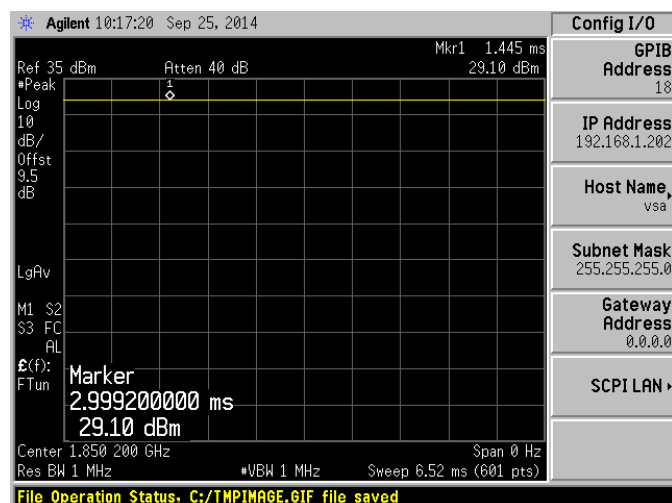 Agilent 10:17:20 Sep 25, 2014
Mkr1 1.445 ms
Ref 35 dBm Atten 40 dB 29.10 dBm
#Peak
Log
10
dB/
Offst
9.5
dB
1
LgAv
M1 S2
S3 FC
AL
£(f):
FTun
Marker
2.999200000 ms
29.10 dBm
Center 1.850 200 GHz Span 0 Hz
Res BW 1 MHz #VBW 1 MHz Sweep 6.52 ms (601 pts)
File Operation Status, C:/TMPIMAGE.GIF file saved
Config I/O
GPIB
Address
18
IP Address
192.168.1.202
Host Name
vsa
Subnet Mask
255.255.255.0
Gateway
Address
0.0.0.0
SCPI LAN